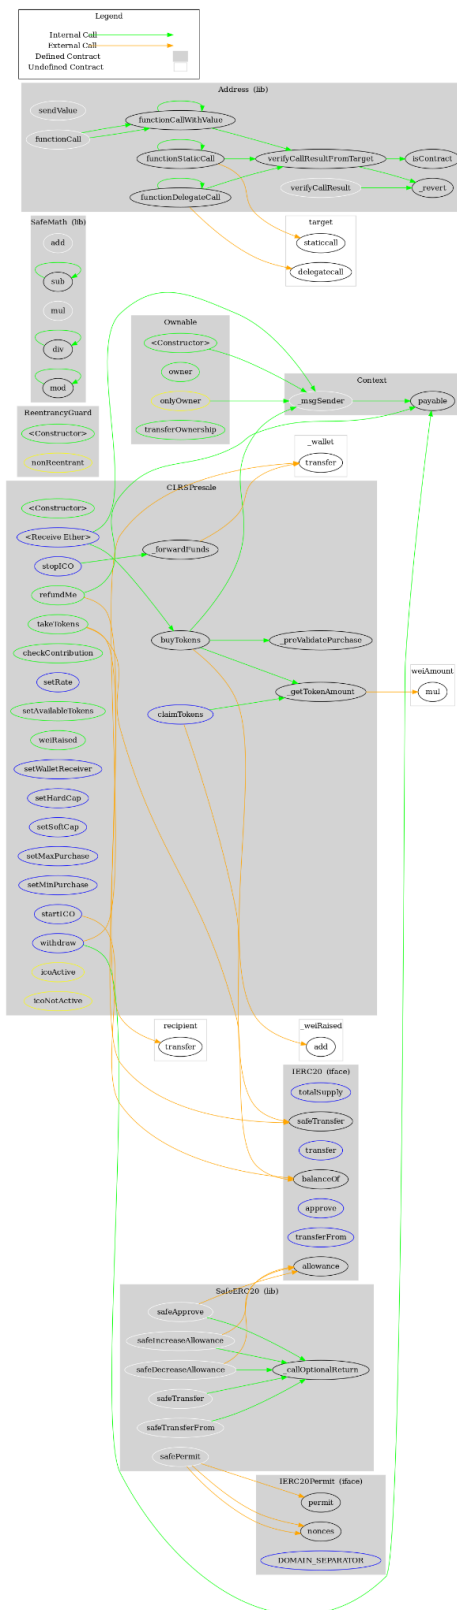 Legend
Internal Call
External Call
Defined Contract
Undefined Contract
Address (lib)
sendValue
functionCallWithValue
functionCall
functionStaticCall
verifyCallResultFromTarget
isContract
verifyCallResult
_revert
functionDelegateCall
SafeMath (lib)
add
sub
mul
div
mod
target
staticcall
delegatecall
Ownable
<Constructor>
owner
onlyOwner
transferOwnership
Context
_msgSender
payable
ReentrancyGuard
<Constructor>
nonReentrant
_wallet
transfer
CLRSPresale
<Constructor>
<Receive Ether>
_forwardFunds
stopICO
refundMe
takeTokens
buyTokens
_preValidatePurchase
checkContribution
setRate
_getTokenAmount
setAvailableTokens
claimTokens
weiRaised
setWalletReceiver
setHardCap
setSoftCap
setMaxPurchase
setMinPurchase
startICO
withdraw
icoActive
icoNotActive
weiAmount
mul
recipient
transfer
_weiRaised
add
IERC20 (iface)
totalSupply
safeTransfer
transfer
balanceOf
approve
transferFrom
allowance
SafeERC20 (lib)
safeApprove
safeIncreaseAllowance
safeDecreaseAllowance
_callOptionalReturn
safeTransfer
safeTransferFrom
safePermit
IERC20Permit (iface)
permit
nonces
DOMAIN_SEPARATOR